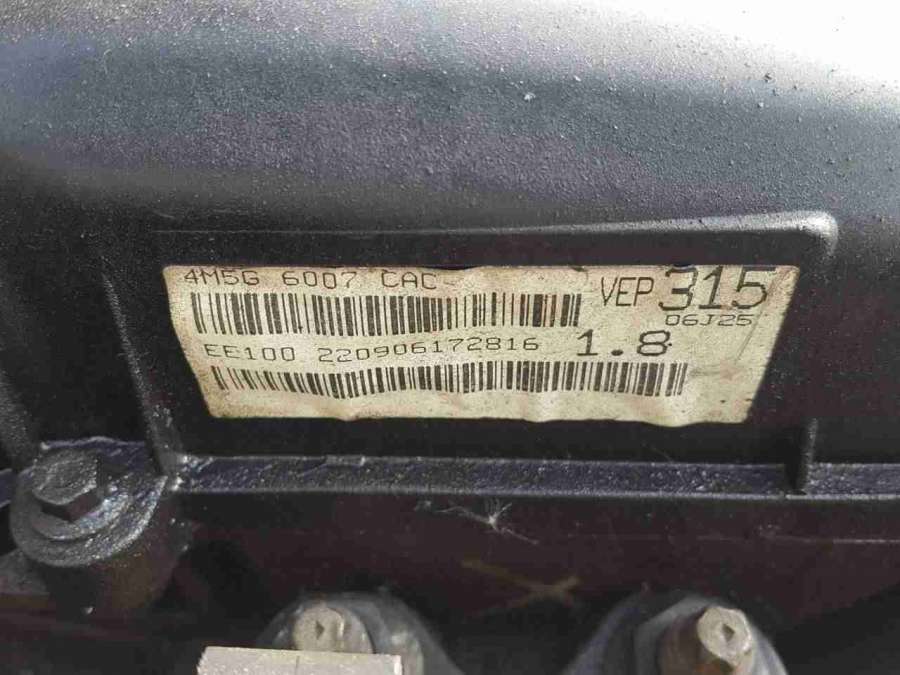 4M5G 6007 CAC-
VEP 315
06J25
EE100 220906172816 1.8